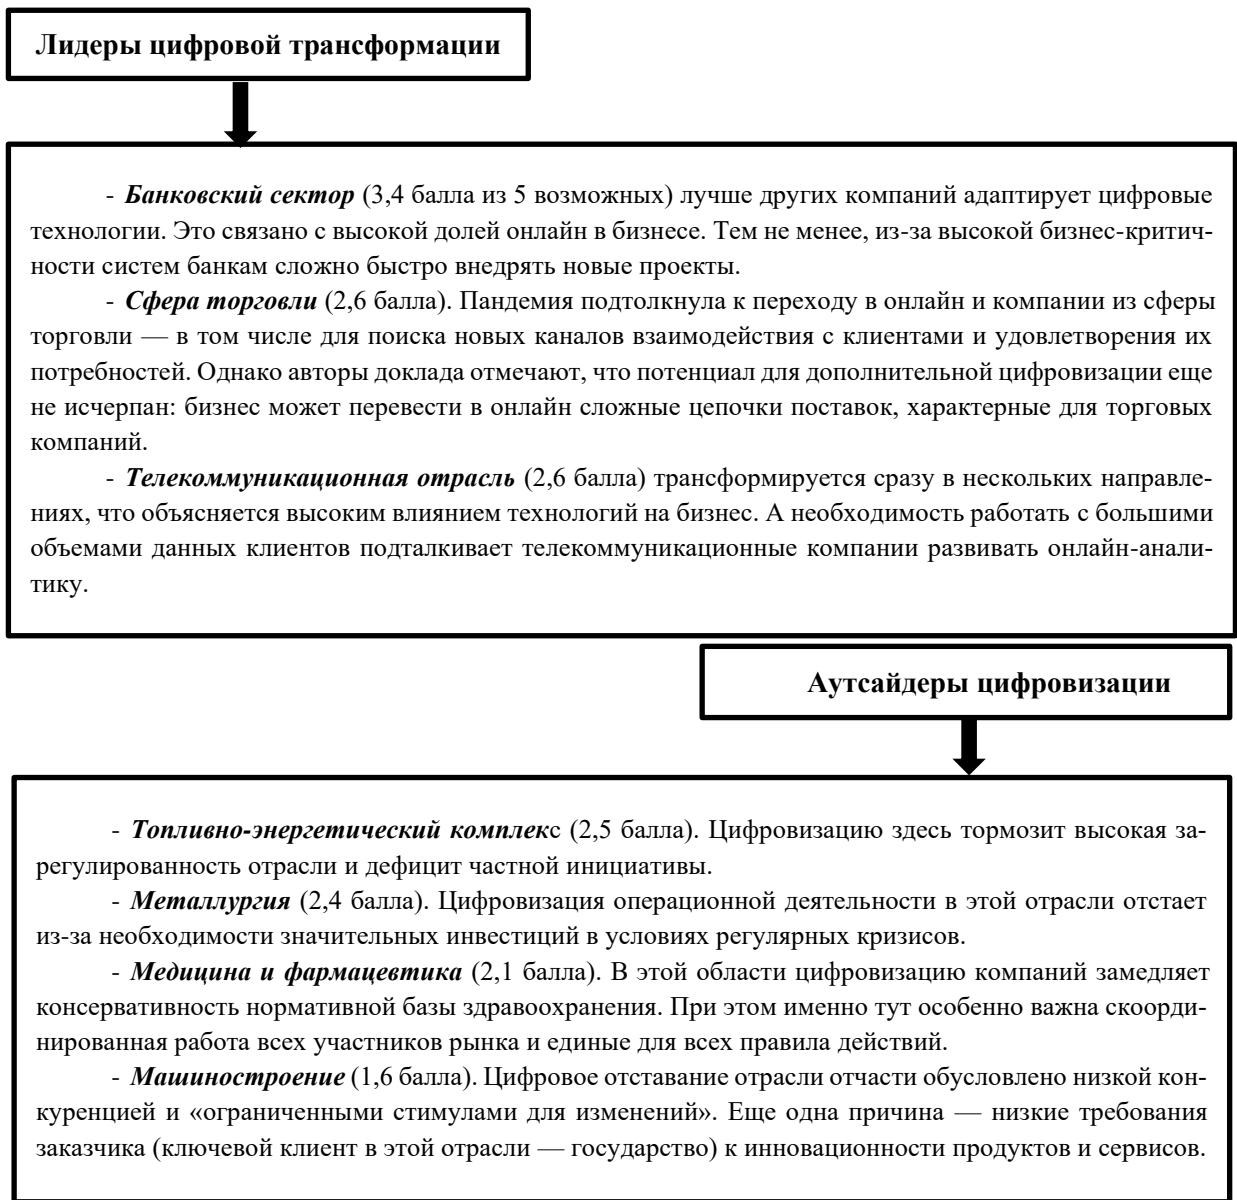 Лидеры цифровой трансформации
- Банковский сектор (3,4 балла из 5 возможных) лучше других компаний адаптирует цифровые
технологии. Это связано с высокой долей онлайн в бизнесе. Тем не менее, из-за высокой бизнес-критич-
ности систем банкам сложно быстро внедрять новые проекты.
- Сфера торговли (2,6 балла). Пандемия подтолкнула к переходу в онлайн и компании из сферы
торговли — в том числе для поиска новых каналов взаимодействия с клиентами и удовлетворения их
потребностей. Однако авторы доклада отмечают, что потенциал для дополнительной цифровизации еще
не исчерпан: бизнес может перевести в онлайн сложные цепочки поставок, характерные для торговых
компаний.
- Телекоммуникационная отрасль (2,6 балла) трансформируется сразу в нескольких направле-
ниях, что объясняется высоким влиянием технологий на бизнес. А необходимость работать с большими
объемами данных клиентов подталкивает телекоммуникационные компании развивать онлайн-анали-
тику.
Аутсайдеры цифровизации
- Топливно-энергетический комплекс (2,5 балла). Цифровизацию здесь тормозит высокая за-
регулированность отрасли и дефицит частной инициативы.
- Металлургия (2,4 балла). Цифровизация операционной деятельности в этой отрасли отстает
из-за необходимости значительных инвестиций в условиях регулярных кризисов.
- Медицина и фармацевтика (2,1 балла). В этой области цифровизацию компаний замедляет
консервативность нормативной базы здравоохранения. При этом именно тут особенно важна скоорди-
нированная работа всех участников рынка и единые для всех правила действий.
- Машиностроение (1,6 балла). Цифровое отставание отрасли отчасти обусловлено низкой кон-
куренцией и «ограниченными стимулами для изменений». Еще одна причина — низкие требования
заказчика (ключевой клиент в этой отрасли — государство) к инновационности продуктов и сервисов.